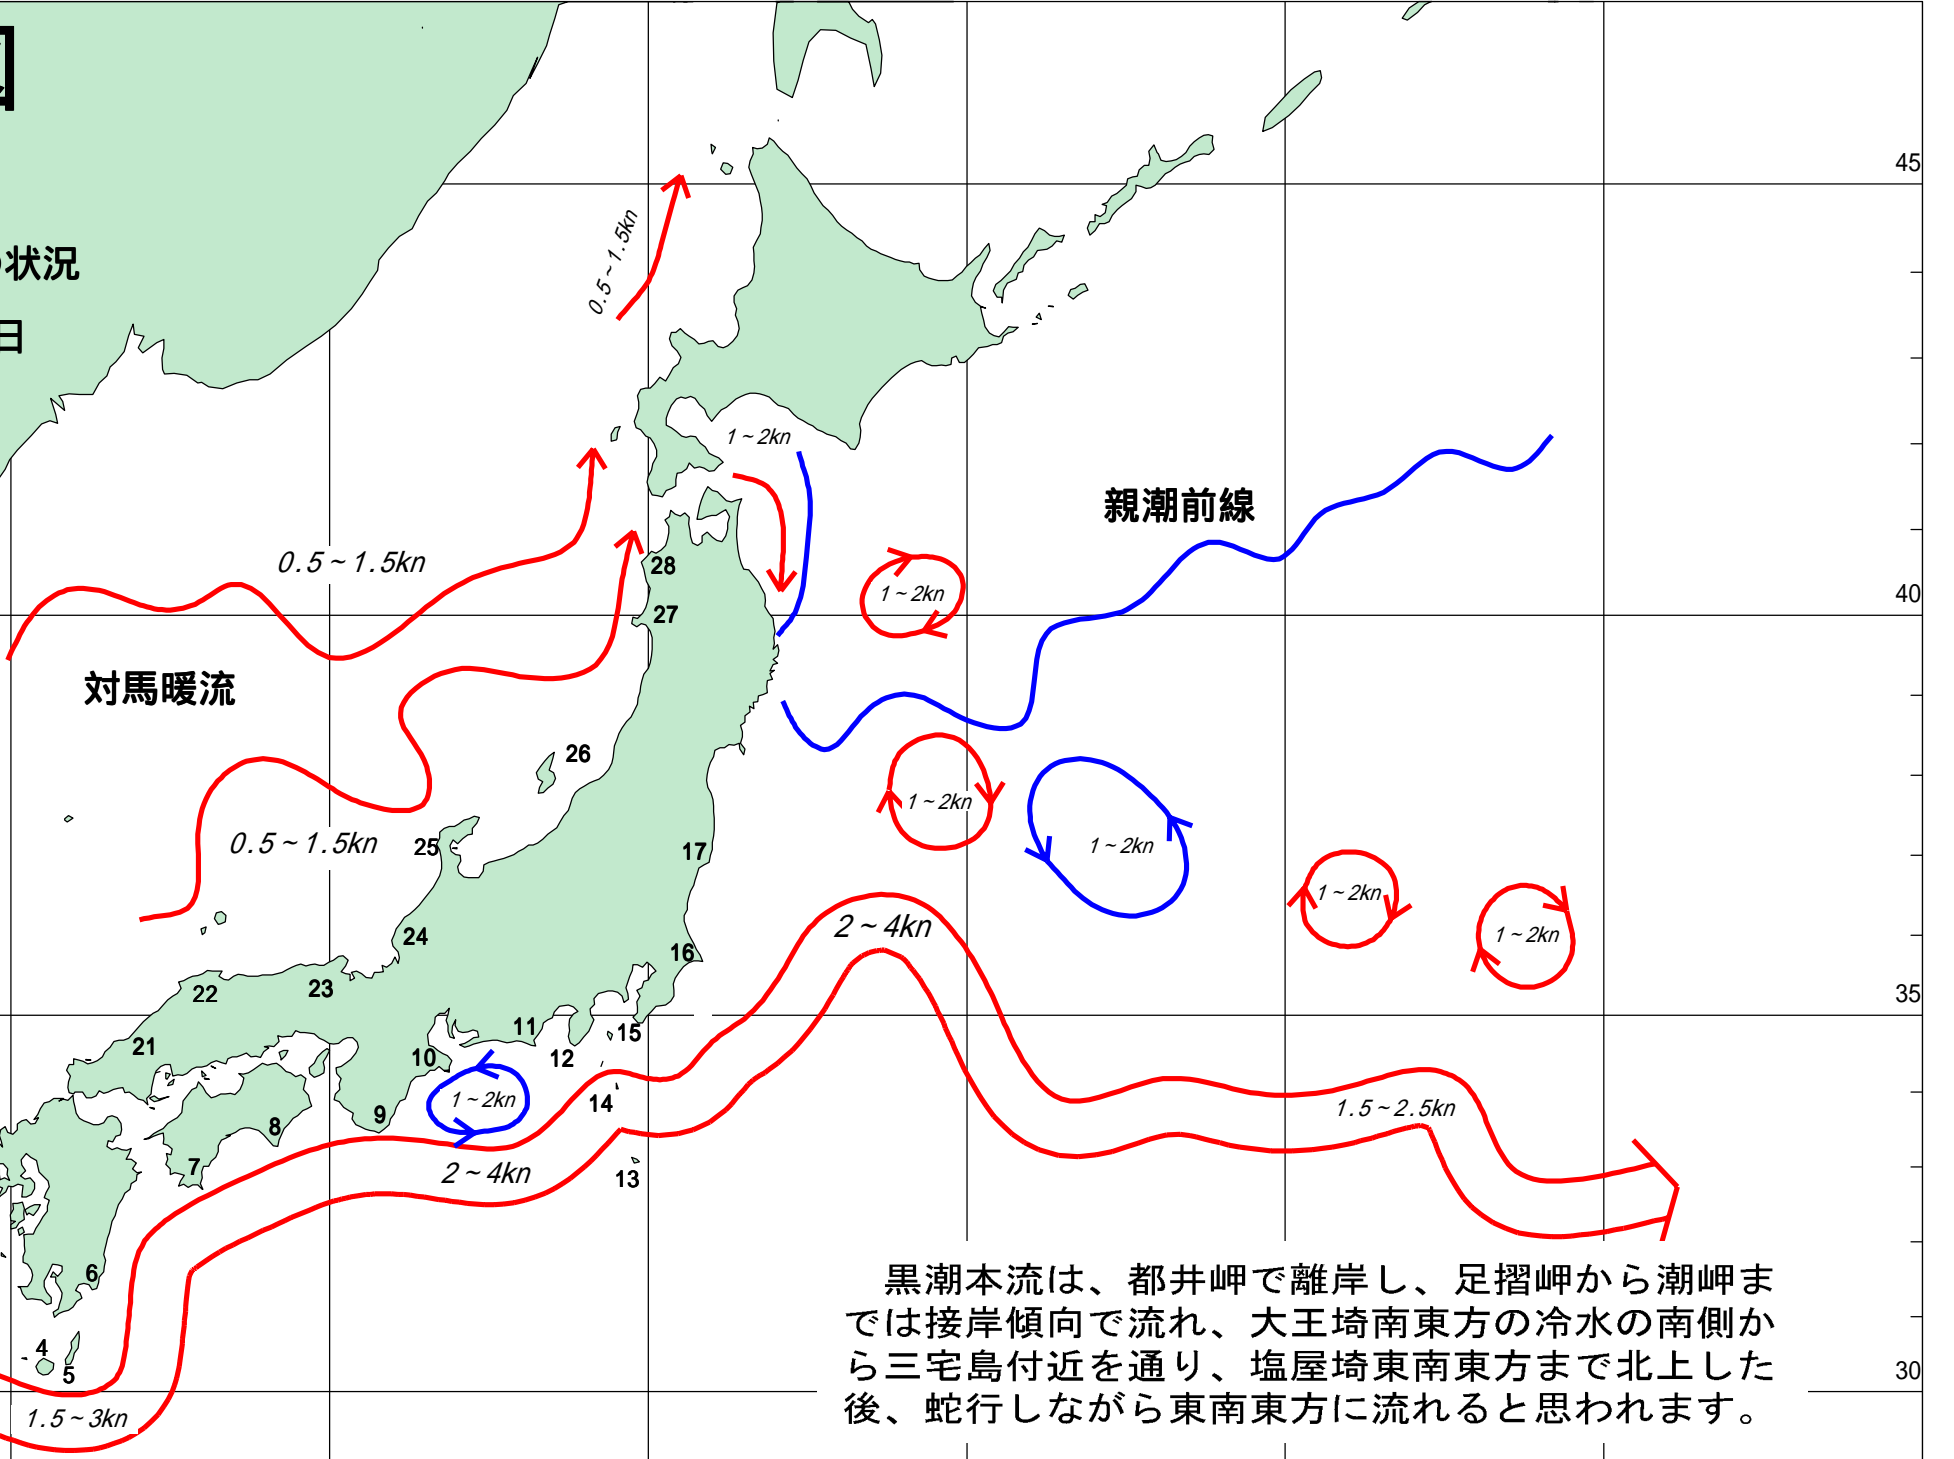 図
の状況
日
45
0.5~1.5kn
1~2kn
親潮前線
0.5~1.5kn
28
1~2kn
40
27
対馬暖流
26
1~2kn
0.5~1.5kn
25
17
1~2kn
1~2kn
2~4kn
24
16
1~2kn
22
23
35
11
15
21
10
12
1~2kn
14
1.5~2.5kn
9
8
7
2~4kn
13
6
黒潮本流は、都井岬で離岸し、足摺岬から潮岬ま
では接岸傾向で流れ、大王埼南東方の冷水の南側か
ら三宅島付近を通り、塩屋埼東南東方まで北上した
後、蛇行しながら東南東方に流れると思われます。
4
5
30
1.5~3kn